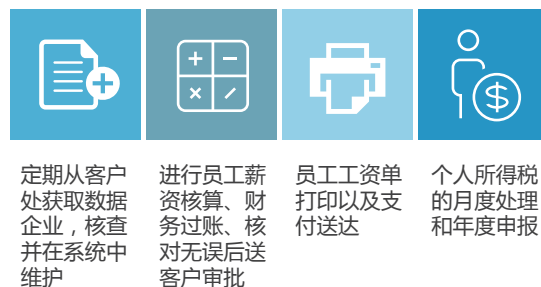 定期从客户
处获取数据
企业，核查
并在系统中
维护
进行员工薪
资核算、财
务过账、核
对无误后送
客户审批
员工工资单
打印以及支
付送达
个人所得税
的月度处理
和年度申报